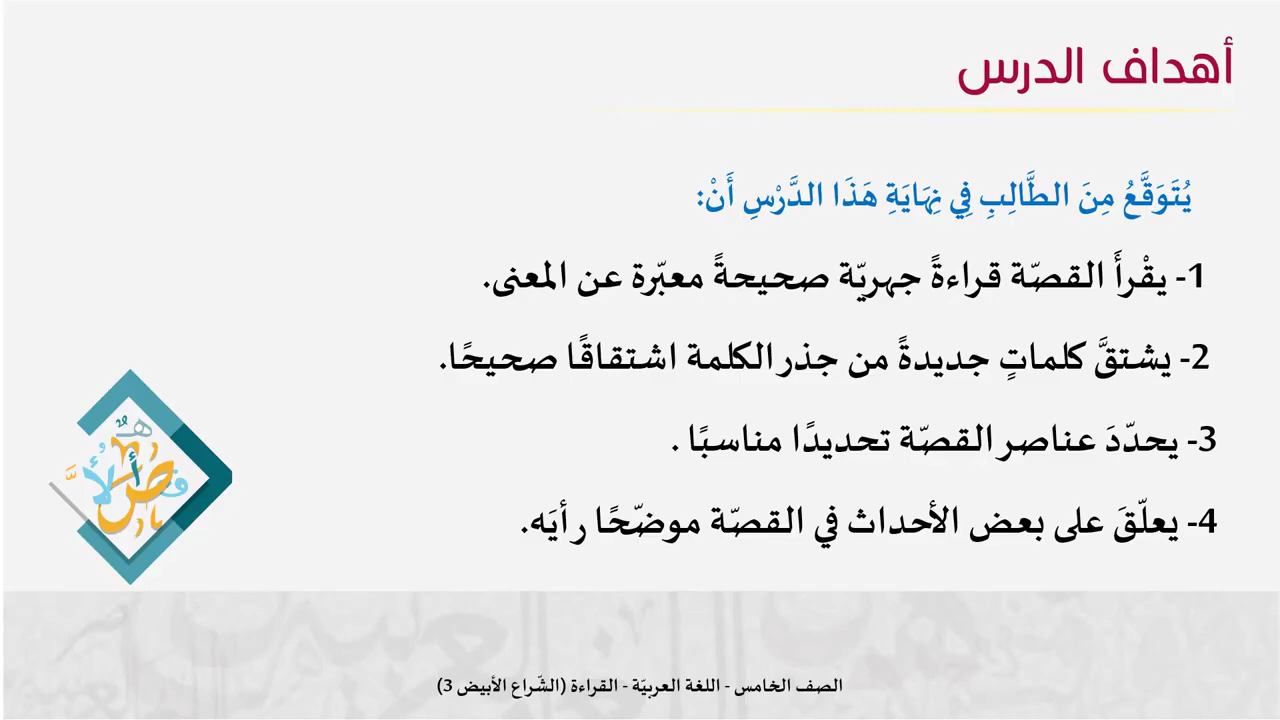 أهداف الدرس
يُتَوَقَّعُ مِنَ الطَّالِبِ فِي نِهَايَةِ هَذَا الدَّرْسِ أَنْ:
1- يقْرأَ القصّة قراءةً جهريّة صحيحةً معبّرة عن المعنى.
2- يشتقَّ كلماتٍ جديدةً من جذر الكلمة اشتقاقًا صحيحًا.
3- يحدّدَ عناصر القصّة تحديدًا مناسبًا .
4- يعلّقَ على بعض الأحداث في القصّة موضّحًا رأيَه.
الصف الخامس - اللغة العربيّة - القراءة (الشّراع الأبيض 3)